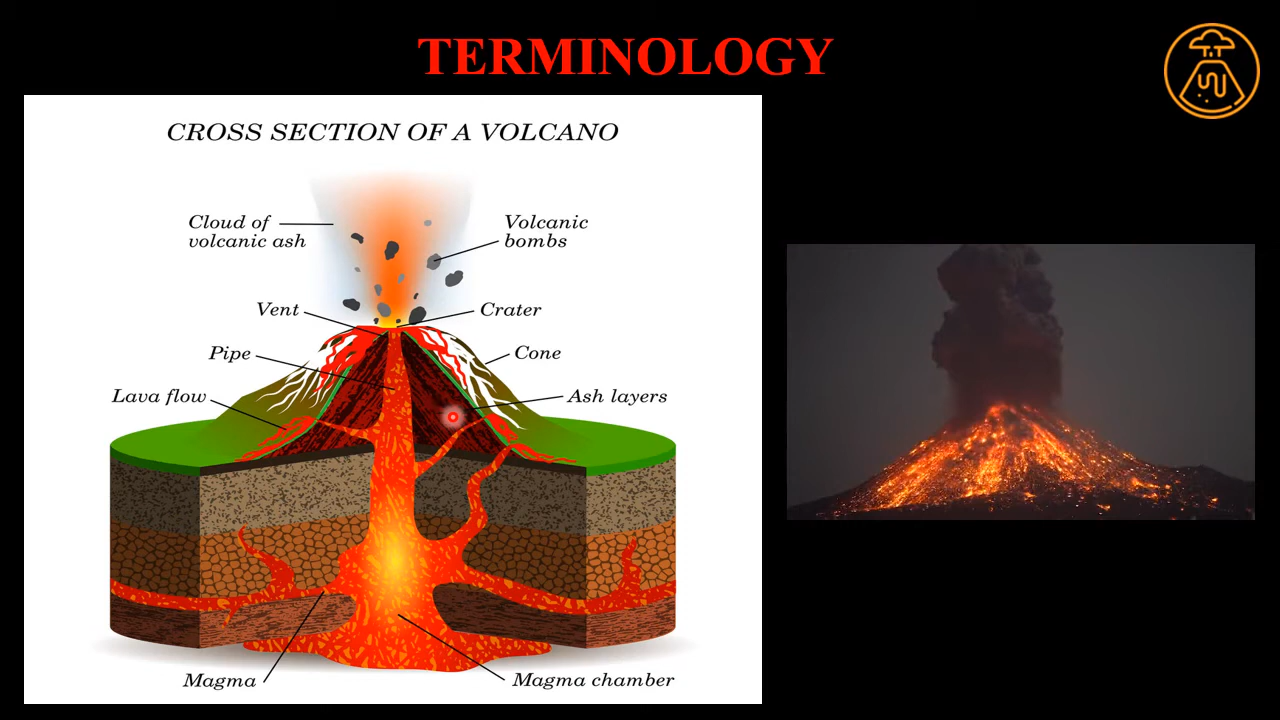 TERMINOLOGY
CROSS SECTION OF A VOLCANO
Cloud of
volcanic ash
Volcanic
bombs
Vent
Crater
Pipe
Cone
Lava flow
Ash layers
Magma
Magma chamber